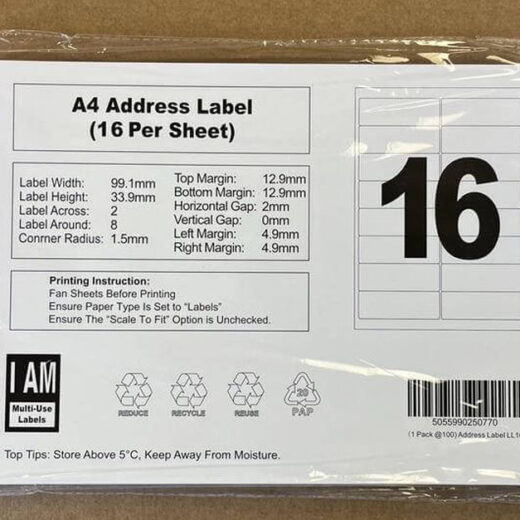 A4 Address Label
(16 Per Sheet)
Label Width: 99.1mm
Label Height: 33.9mm
Label Across: 2
Label Around: 8
Conrner Radius: 1.5mm
Top Margin: 12.9mm
Bottom Margin: 12.9mm
Horizontal Gap: 2mm
Vertical Gap: 0mm
Left Margin: 4.9mm
Right Margin: 4.9mm
16
Printing Instruction:
Fan Sheets Before Printing
Ensure Paper Type Is Set to “Labels”
Ensure The “Scale To Fit” Option is Unchecked.
I AM
Multi-Use
Labels
REDUCE
RECYCLE
REUSE
20
PAP
5055990250770
(1 Pack @100) Address Label
Top Tips: Store Above 5°C, Keep Away From Moisture.